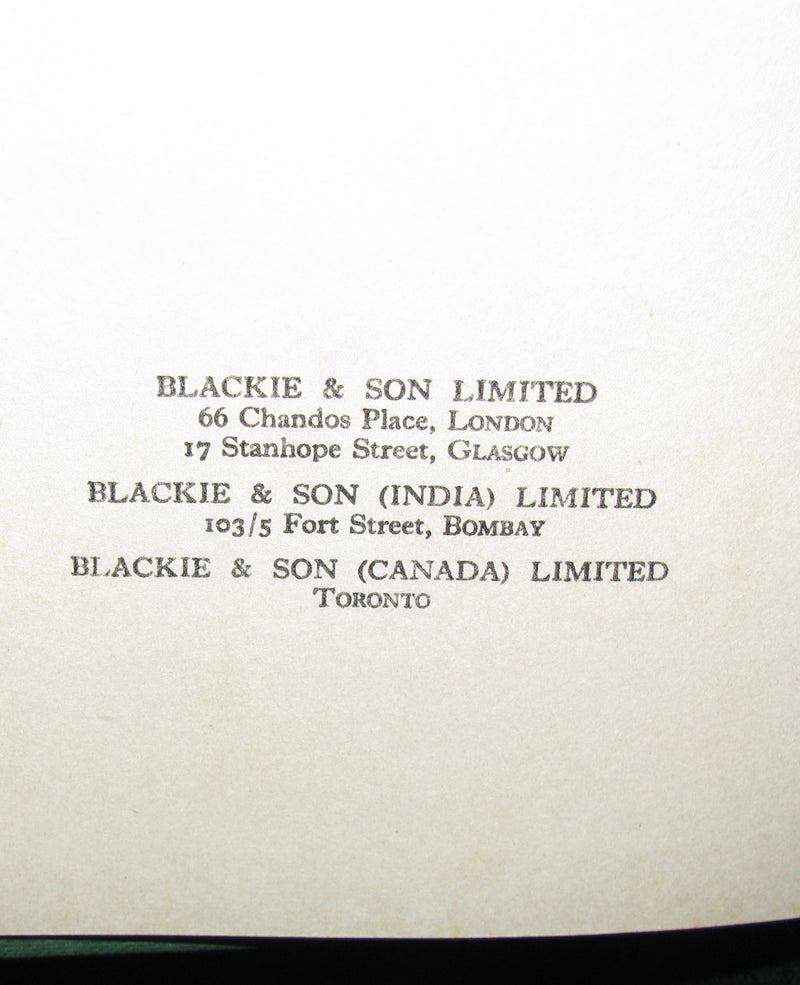 BLACKIE & SON LIMITED
66 Chandos Place, LONDON
17 Stanhope Street, GLASGOW
BLACKIE & SON (INDIA) LIMITED
103/5 Fort Street, BOMBAY
BLACKIE & SON (CANADA) LIMITED
TORONTO